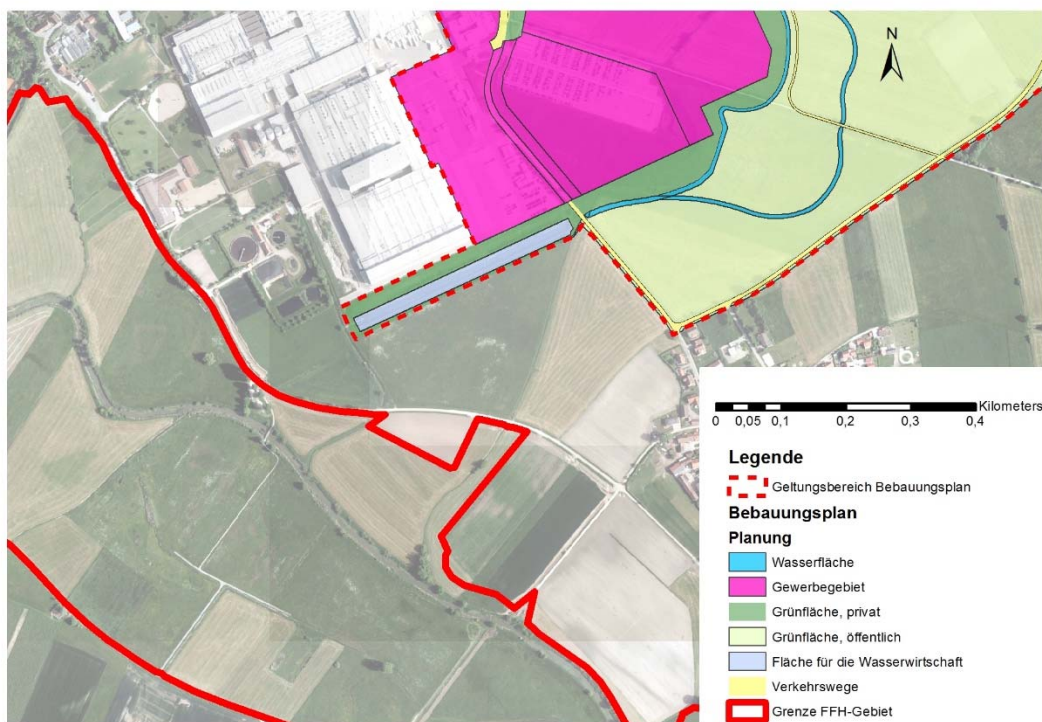 N
Kilometers
0 0,05 0,1 0,2 0,3 0,4
Legende
Geltungsbereich Bebauungsplan
Bebauungsplan
Planung
Wasserfläche
Gewerbegebiet
Grünfläche, privat
Grünfläche, öffentlich
Fläche für die Wasserwirtschaft
Verkehrswege
Grenze FFH-Gebiet